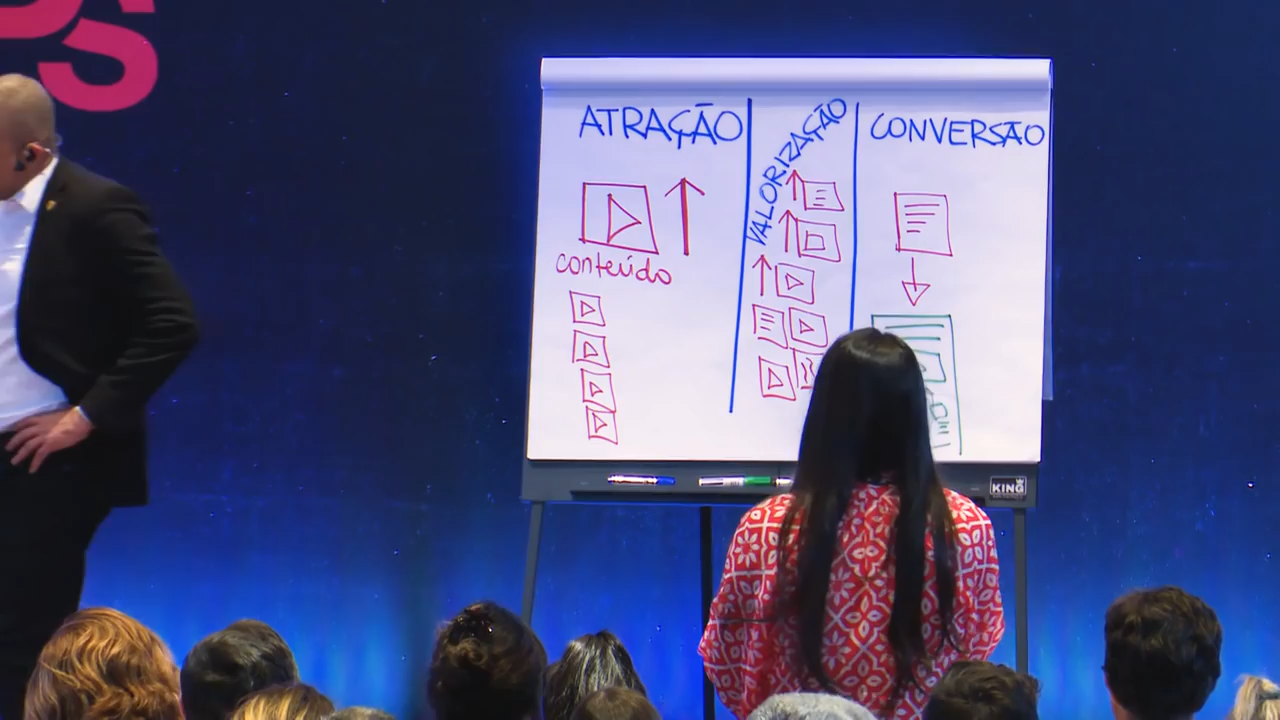 ATRAÇÃO
VALORIZAÇÃO
CONVERSÃO
conteúdo
KING